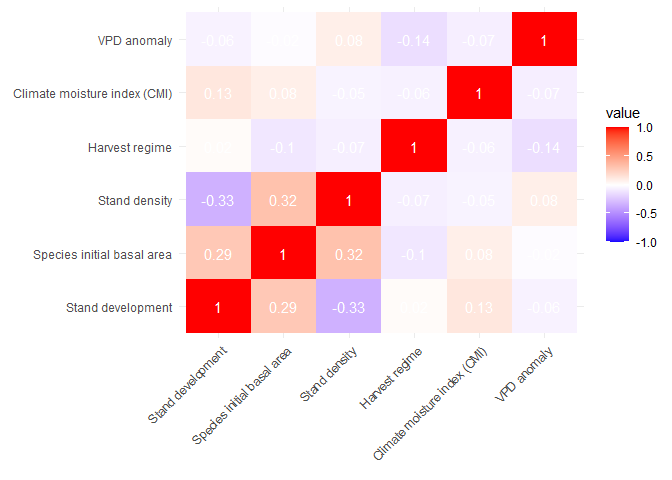 VPD anomaly -0.06 0.08 -0.14 -0.07 1
Climate moisture index (CMI) 0.13 0.08 -0.05 -0.06 1 -0.07
Harvest regime -0.1 -0.07 1 -0.06 -0.14
Stand density -0.33 0.32 1 -0.07 -0.05 0.08
Species initial basal area 0.29 1 0.32 -0.1 0.08
Stand development 1 0.29 -0.33 0.13 -0.06
Stand development
Species initial basal area
Stand density
Harvest regime
Climate moisture index (CMI)
VPD anomaly
value
1.0
0.5
0.0
-0.5
-1.0